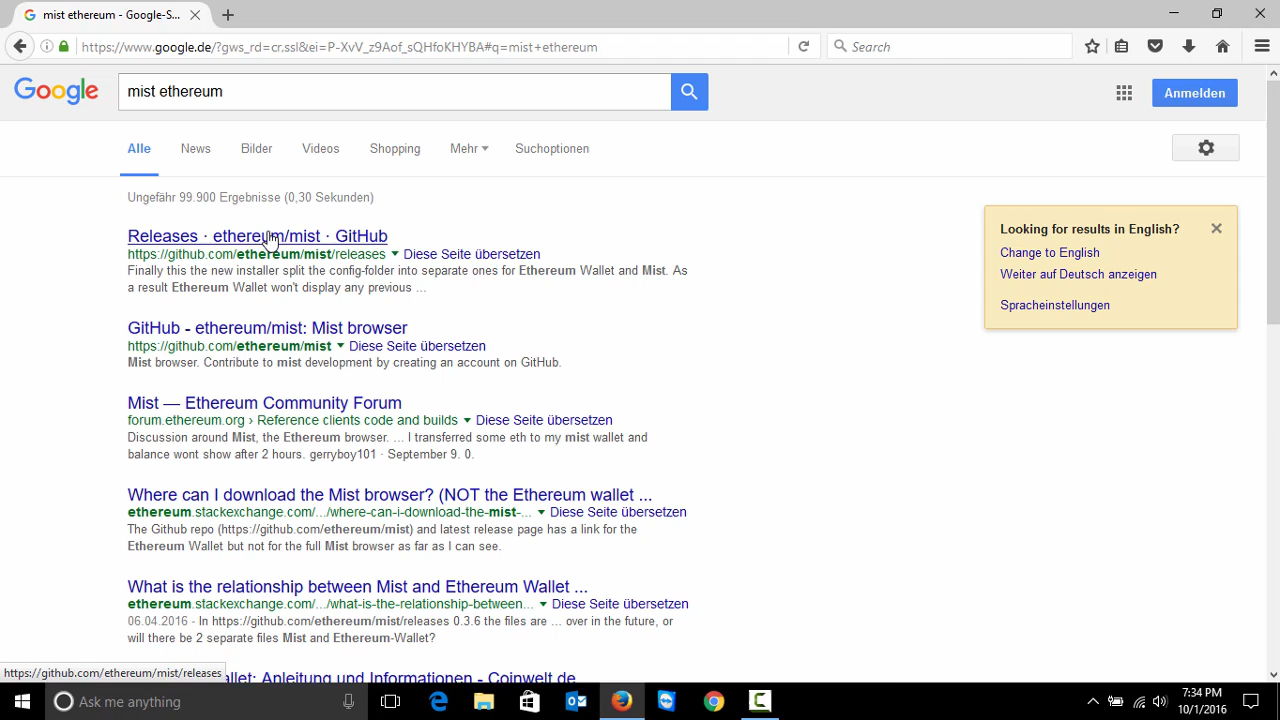 mist ethereum - Google-S...
https://www.google.de/?gws_rd=cr,ssl&ei=P-XvV_z9Aof_sQHfoKHYBA#q=mist+ethereum
Search
Google
mist ethereum
Anmelden
Alle News Bilder Videos Shopping Mehr Suchoptionen
Ungefähr 99.900 Ergebnisse (0,30 Sekunden)
Releases · ethereum/mist · GitHub
https://github.com/ethereum/mist/releases Diese Seite übersetzen
Finally this the new installer split the config-folder into separate ones for Ethereum Wallet and Mist. As
a result Ethereum Wallet won't display any previous ...
GitHub - ethereum/mist: Mist browser
https://github.com/ethereum/mist Diese Seite übersetzen
Mist browser. Contribute to mist development by creating an account on GitHub.
Mist — Ethereum Community Forum
forum.ethereum.org › Reference clients code and builds Diese Seite übersetzen
Discussion around Mist, the Ethereum browser. ... I transferred some eth to my mist wallet and
balance wont show after 2 hours. gerryboy101 · September 9. 0.
Where can I download the Mist browser? (NOT the Ethereum wallet ...
ethereum.stackexchange.com/.../where-can-i-download-the-mist-... Diese Seite übersetzen
The Github repo (https://github.com/ethereum/mist) and latest release page has a link for the
Ethereum Wallet but not for the full Mist browser as far as I can see.
What is the relationship between Mist and Ethereum Wallet ...
ethereum.stackexchange.com/.../what-is-the-relationship-between... Diese Seite übersetzen
06.04.2016 - In https://github.com/ethereum/mist/releases 0.3.6 the files are ... over in the future, or
will there be 2 separate files Mist and Ethereum-Wallet?
Looking for results in English?
Change to English
Weiter auf Deutsch anzeigen
Spracheinstellungen
https://github.com/ethereum/mist/releases
allet: Anleitung und Informationen - Coinwelt.de
Ask me anything
7:34 PM
10/1/2016